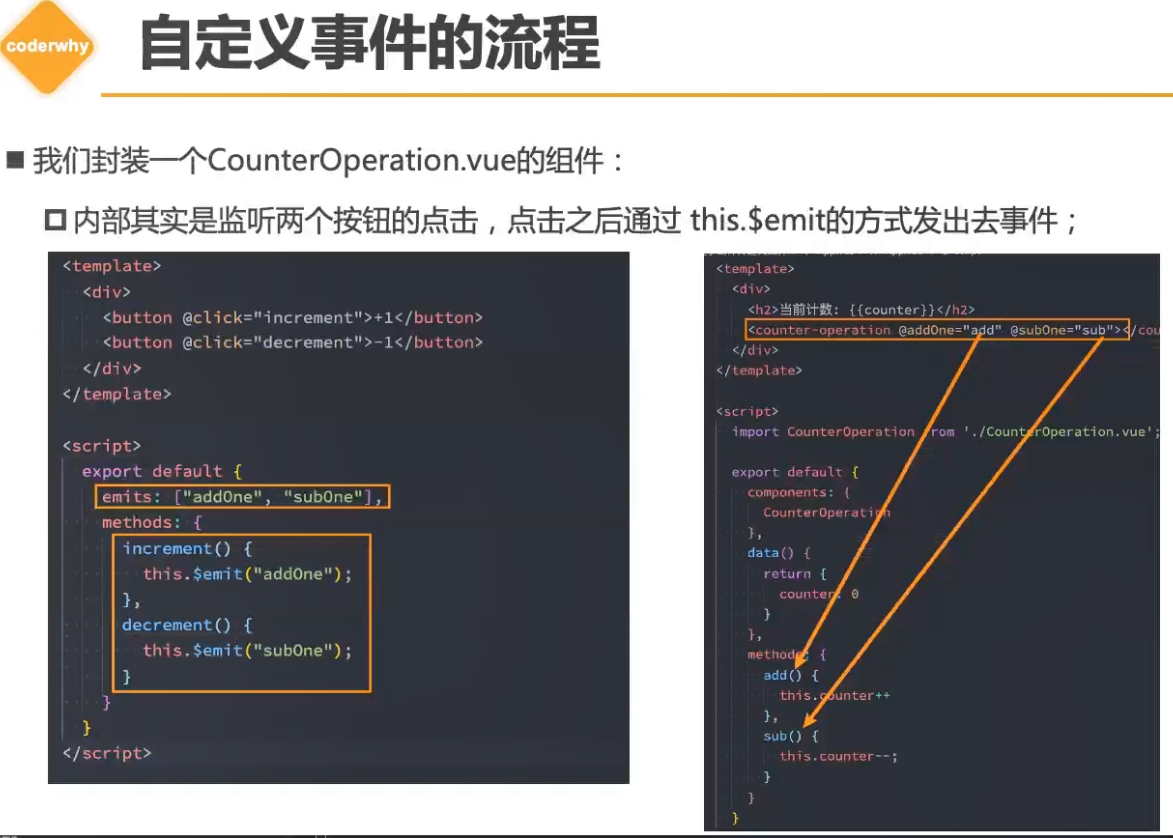 coderwhy
自定义事件的流程
我们封装一个CounterOperation.vue的组件：
内部其实是监听两个按钮的点击，点击之后通过 this.$emit的方式发出去事件；
<template>
<div>
<button @click="increment">+1</button>
<button @click="decrement">-1</button>
</div>
</template>
<script>
export default {
emits: ["addOne", "subOne"],
methods: {
increment() {
this.$emit("addOne");
},
decrement() {
this.$emit("subOne");
}
}
}
</script>
<template>
<div>
<h2>当前计数: {{counter}}</h2>
<counter-operation @addOne="add" @subOne="sub"></cou
</div>
</template>
<script>
import CounterOperation from './CounterOperation.vue';
export default {
components: {
CounterOperation
},
data() {
return {
counter: 0
}
},
methods: {
add() {
this.counter++
},
sub() {
this.counter--;
}
}
}